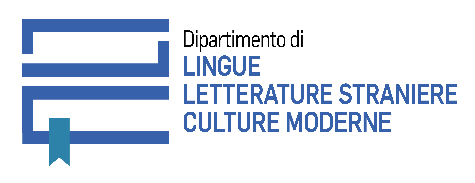 Dipartimento di
LINGUE
LETTERATURE STRANIERE
CULTURE MODERNE